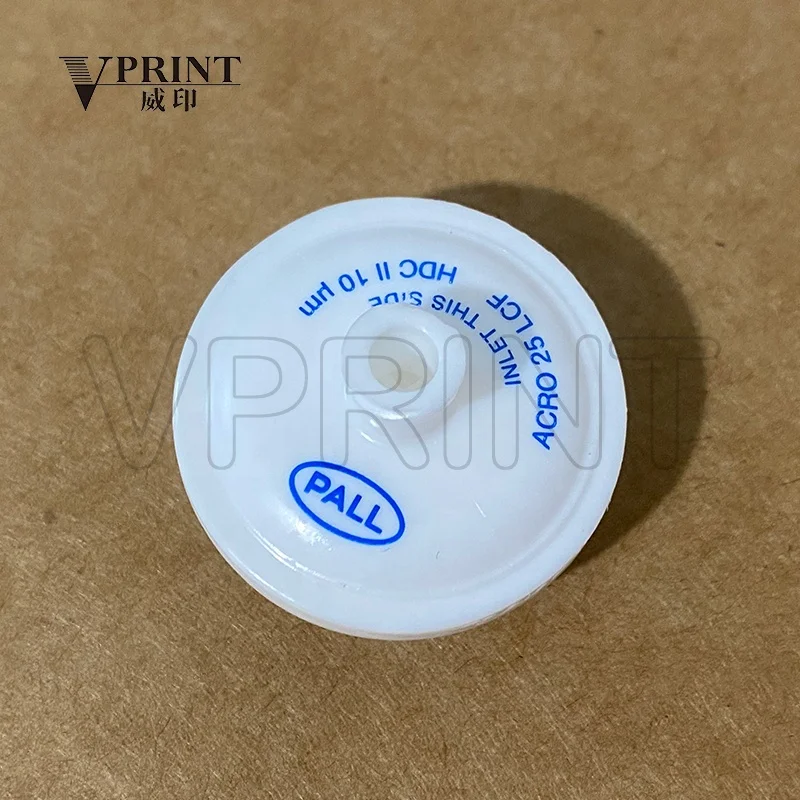 VPRINT
威印
HDC II 10 µm
INLET THIS SIDE
ACRO 25 LCF
VPRINT
PALL